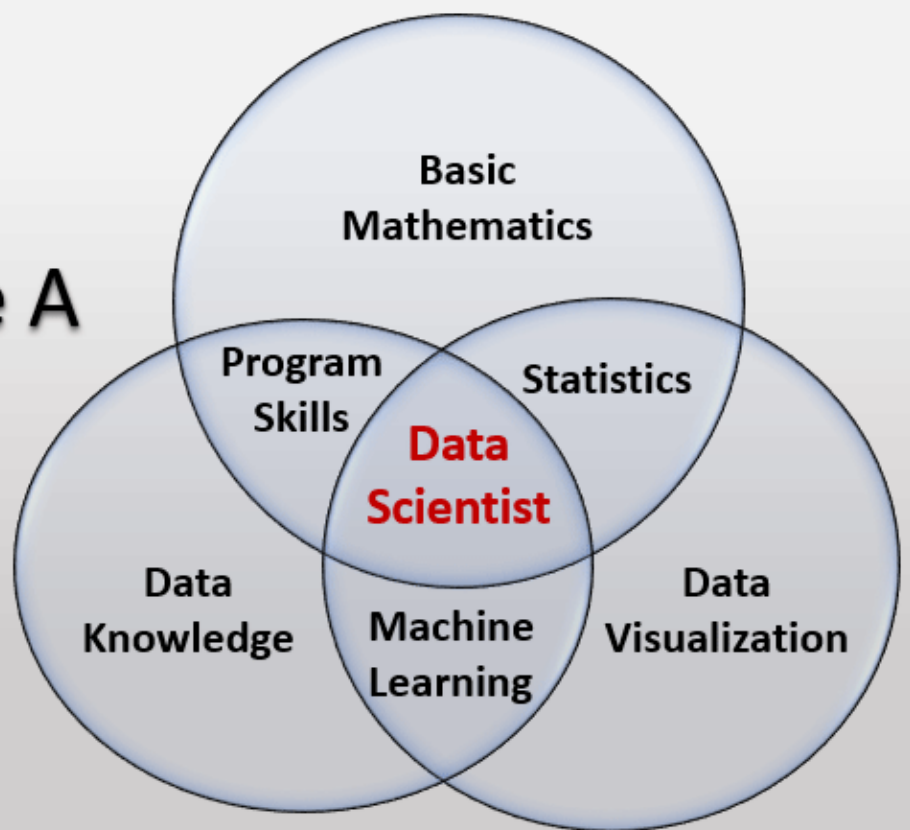 Basic
Mathematics
e A
Program
Skills
Statistics
Data
Scientist
Data
Knowledge
Machine
Learning
Data
Visualization